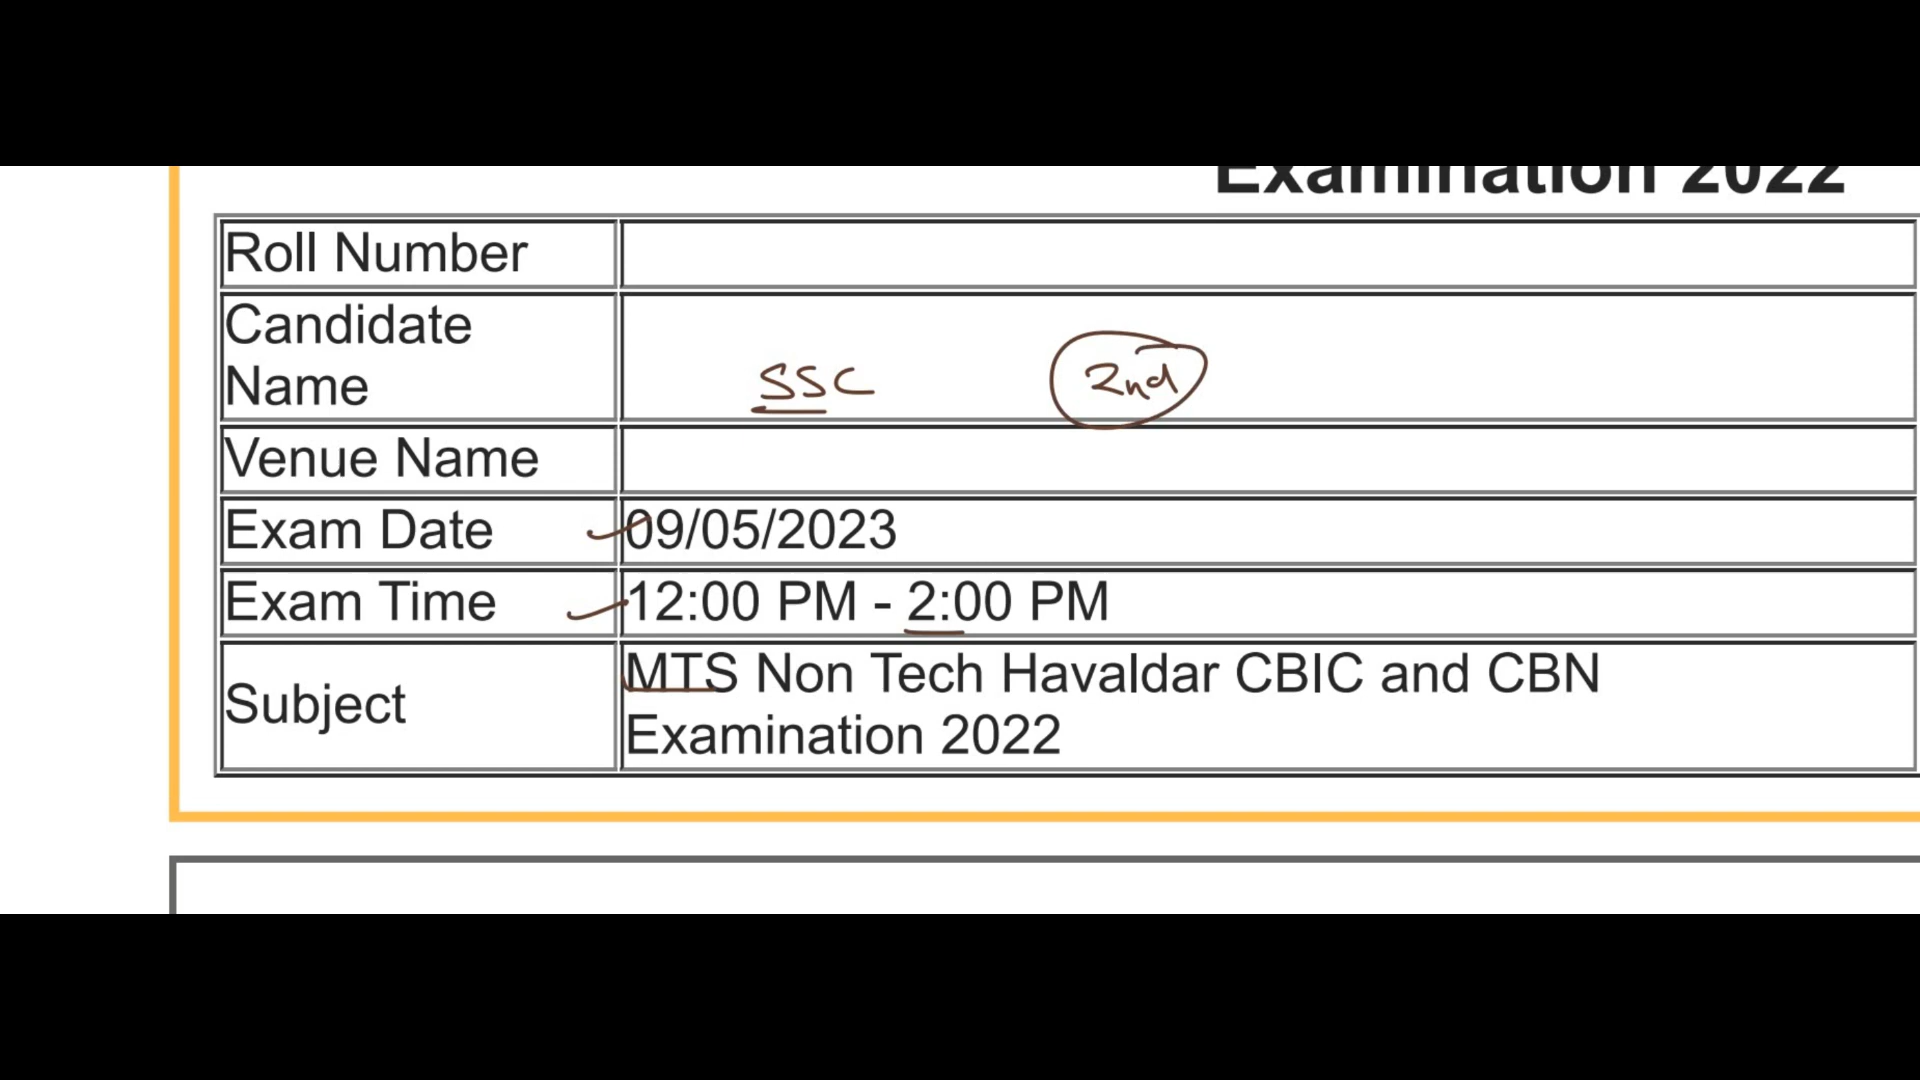 Examination 2022
Roll Number
Candidate
Name
SSC 2nd
Venue Name
Exam Date 09/05/2023
Exam Time 12:00 PM - 2:00 PM
Subject
MTS Non Tech Havaldar CBIC and CBN
Examination 2022